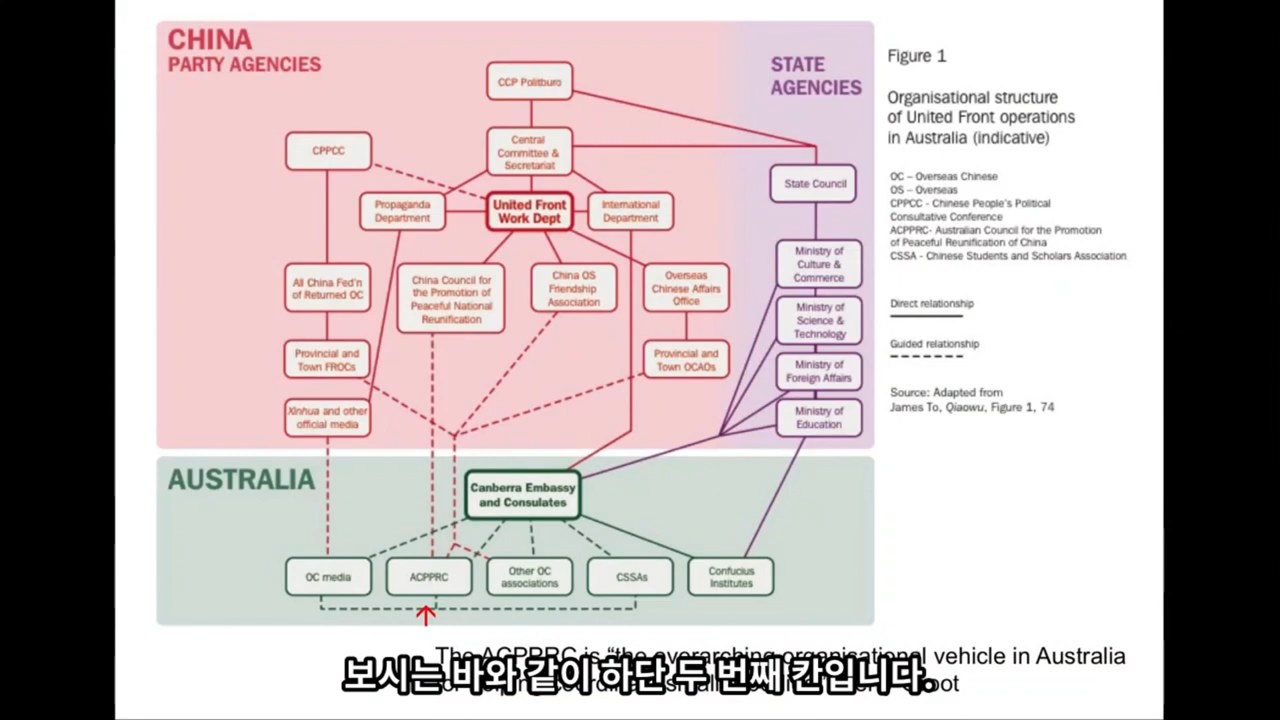 CHINA
PARTY AGENCIES
STATE
AGENCIES
CCP Politburo
CPPCC
Central
Committee &
Secretariat
State Council
Propaganda
Department
United Front
Work Dept
International
Department
Ministry of
Culture &
Commerce
All China Fed'n
of Returned OC
China Council for
the Promotion of
Peaceful National
Reunification
China OS
Friendship
Association
Overseas
Chinese Affairs
Office
Ministry of
Science &
Technology
Provincial and
Town FROCs
Provincial and
Town OCAOs
Ministry of
Foreign Affairs
Xinhua and other
official media
Ministry of
Education
AUSTRALIA
Canberra Embassy
and Consulates
OC media
ACPPRC
Other OC
associations
CSSAs
Confucius
Institutes
Figure 1
Organisational structure
of United Front operations
in Australia (indicative)
OC – Overseas Chinese
OS – Overseas
CPPCC - Chinese People's Political
Consultative Conference
ACPPRC- Australian Council for the Promotion
of Peaceful Reunification of China
CSSA - Chinese Students and Scholars Association
Direct relationship
Guided relationship
Source: Adapted from
James To, Qiaowu, Figure 1, 74
The ACPPRC is “the overarching organisational vehicle in Australia
보시는 바와 같이 하단 두 번째 칸입니다.